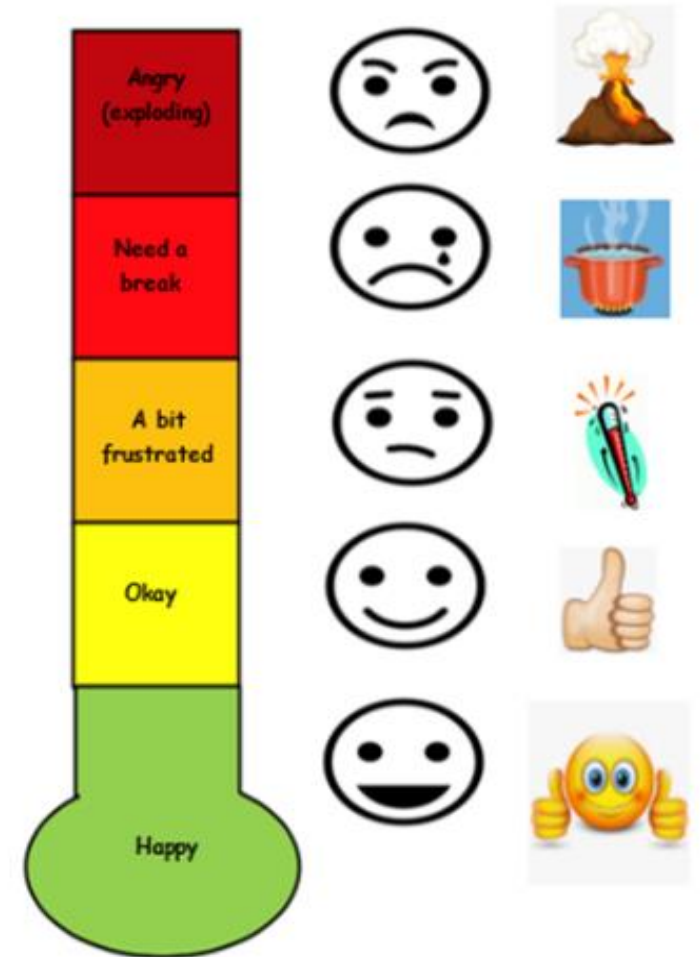 Angry
(exploding)
Need a
break
A bit
frustrated
Okay
Happy